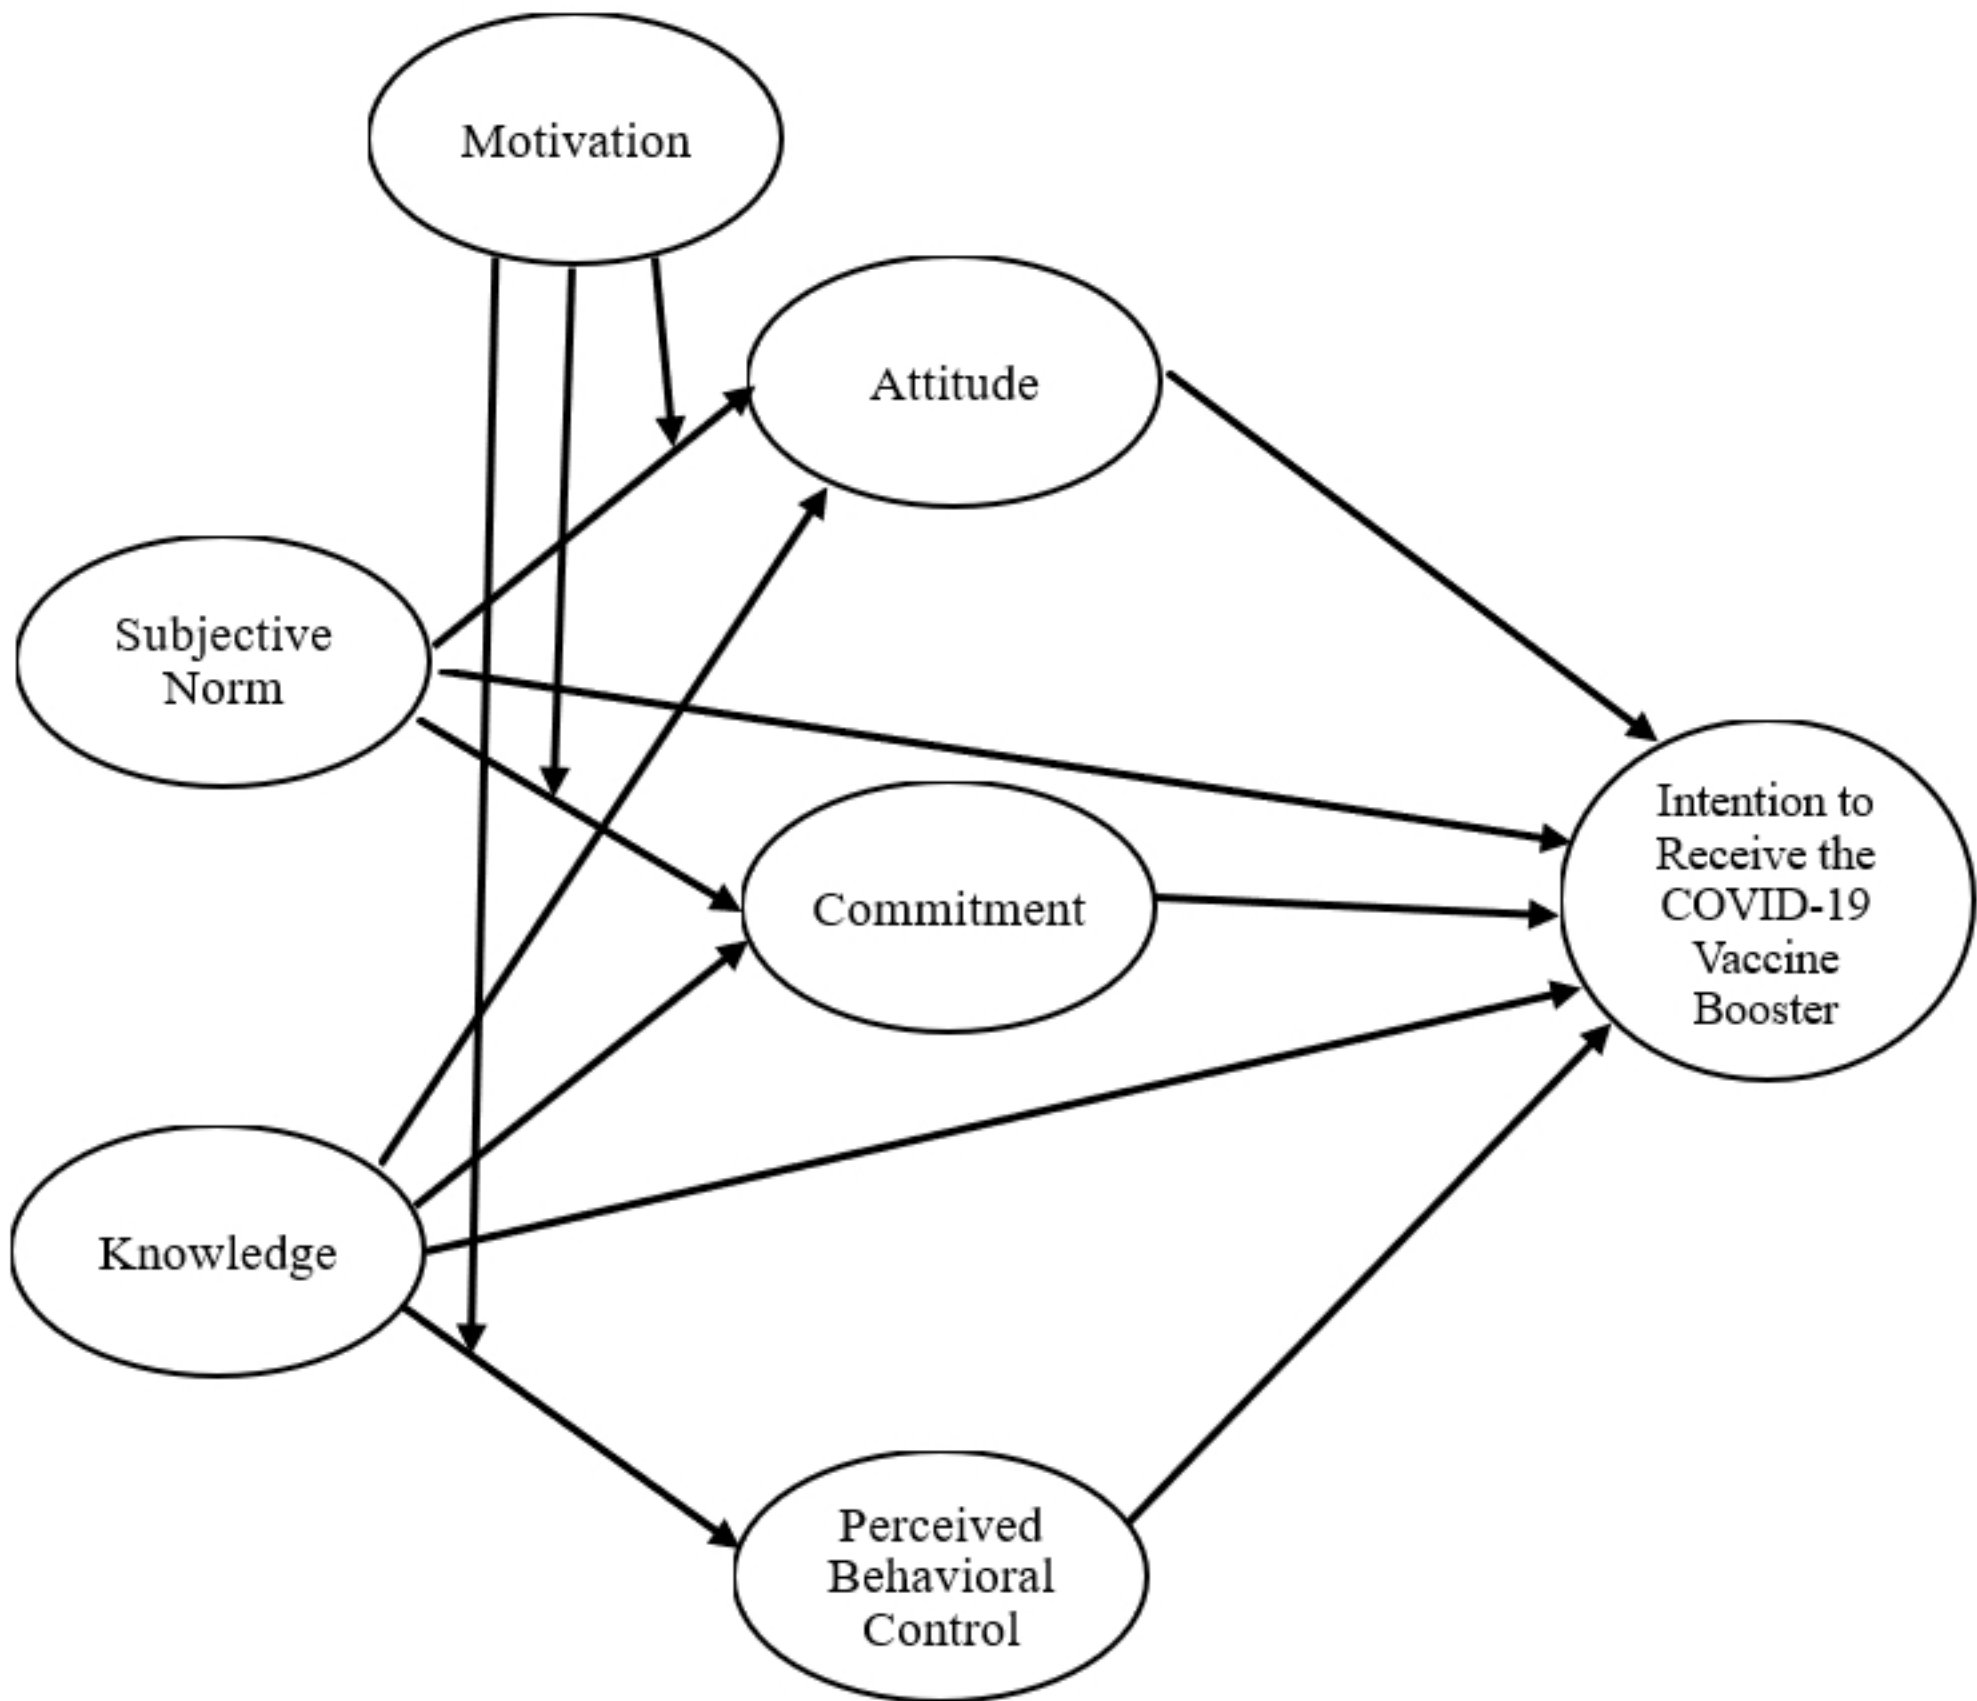 Motivation
Attitude
Subjective
Norm
Intention to
Receive the
COVID-19
Vaccine
Booster
Commitment
Knowledge
Perceived
Behavioral
Control